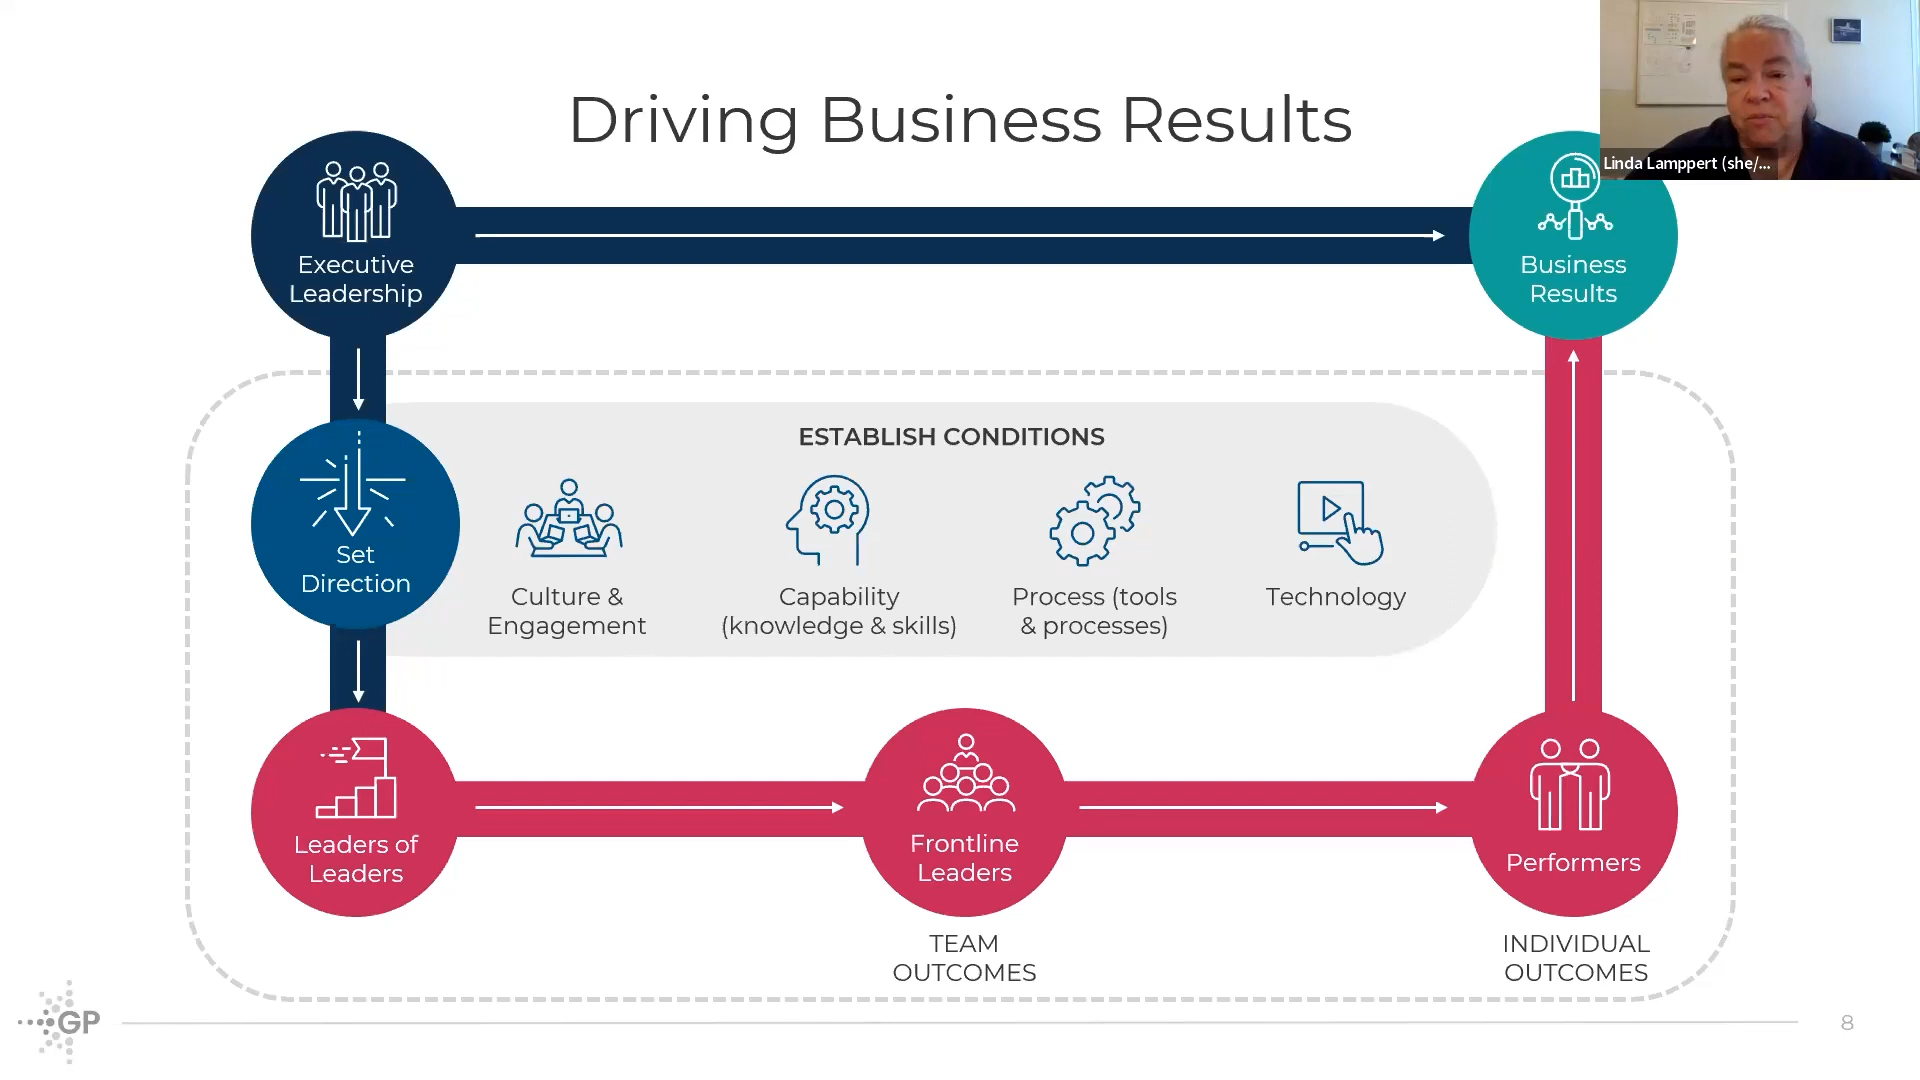 Driving Business Results
Linda Lamppert (she/...
Executive
Leadership
Business
Results
ESTABLISH CONDITIONS
Set
Direction
Culture &
Engagement
Capability
(knowledge & skills)
Process (tools
& processes)
Technology
Leaders of
Leaders
Frontline
Leaders
Performers
TEAM
OUTCOMES
INDIVIDUAL
OUTCOMES
GP
8